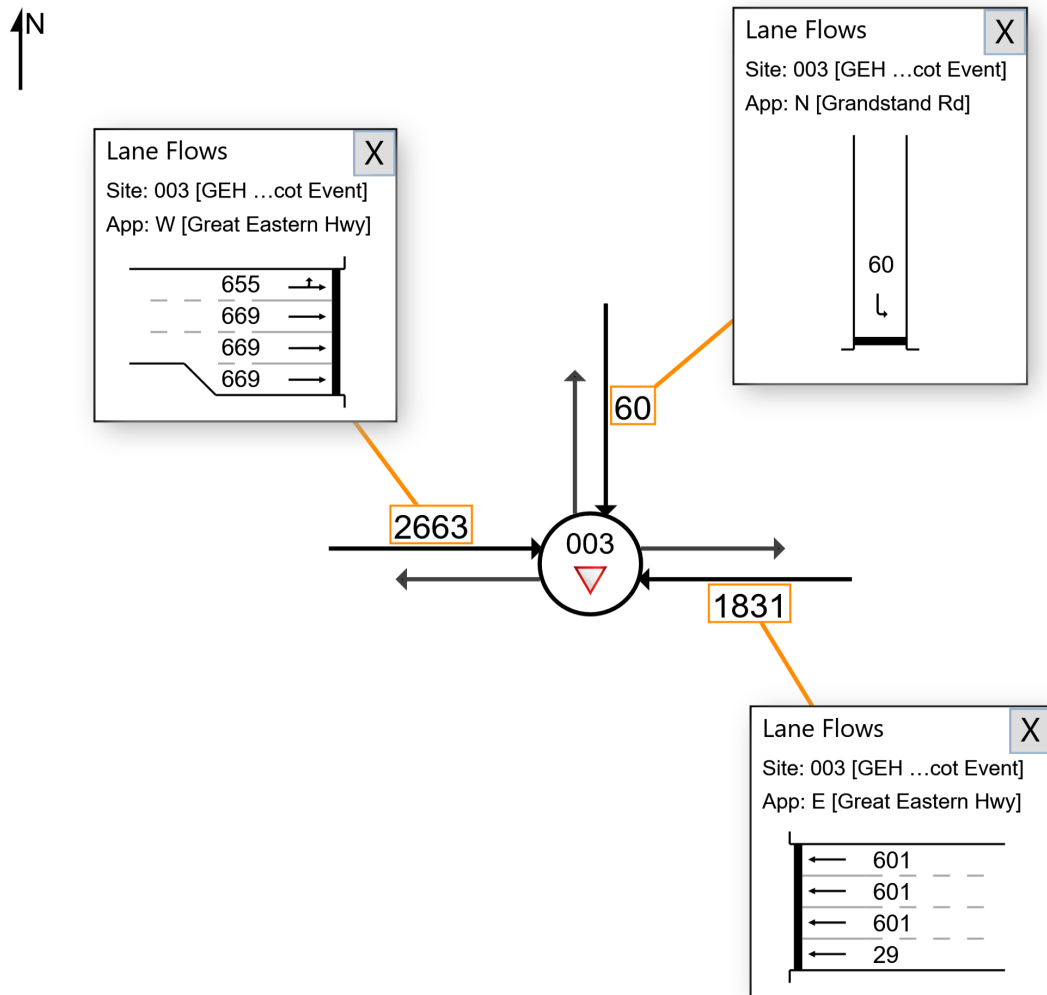 N
Lane Flows
X
Site: 003 [GEH ...cot Event]
App: N [Grandstand Rd]
60
Lane Flows
X
Site: 003 [GEH ...cot Event]
App: W [Great Eastern Hwy]
655
669
669
669
60
2663
003
1831
Lane Flows
X
Site: 003 [GEH ...cot Event]
App: E [Great Eastern Hwy]
601
601
601
29